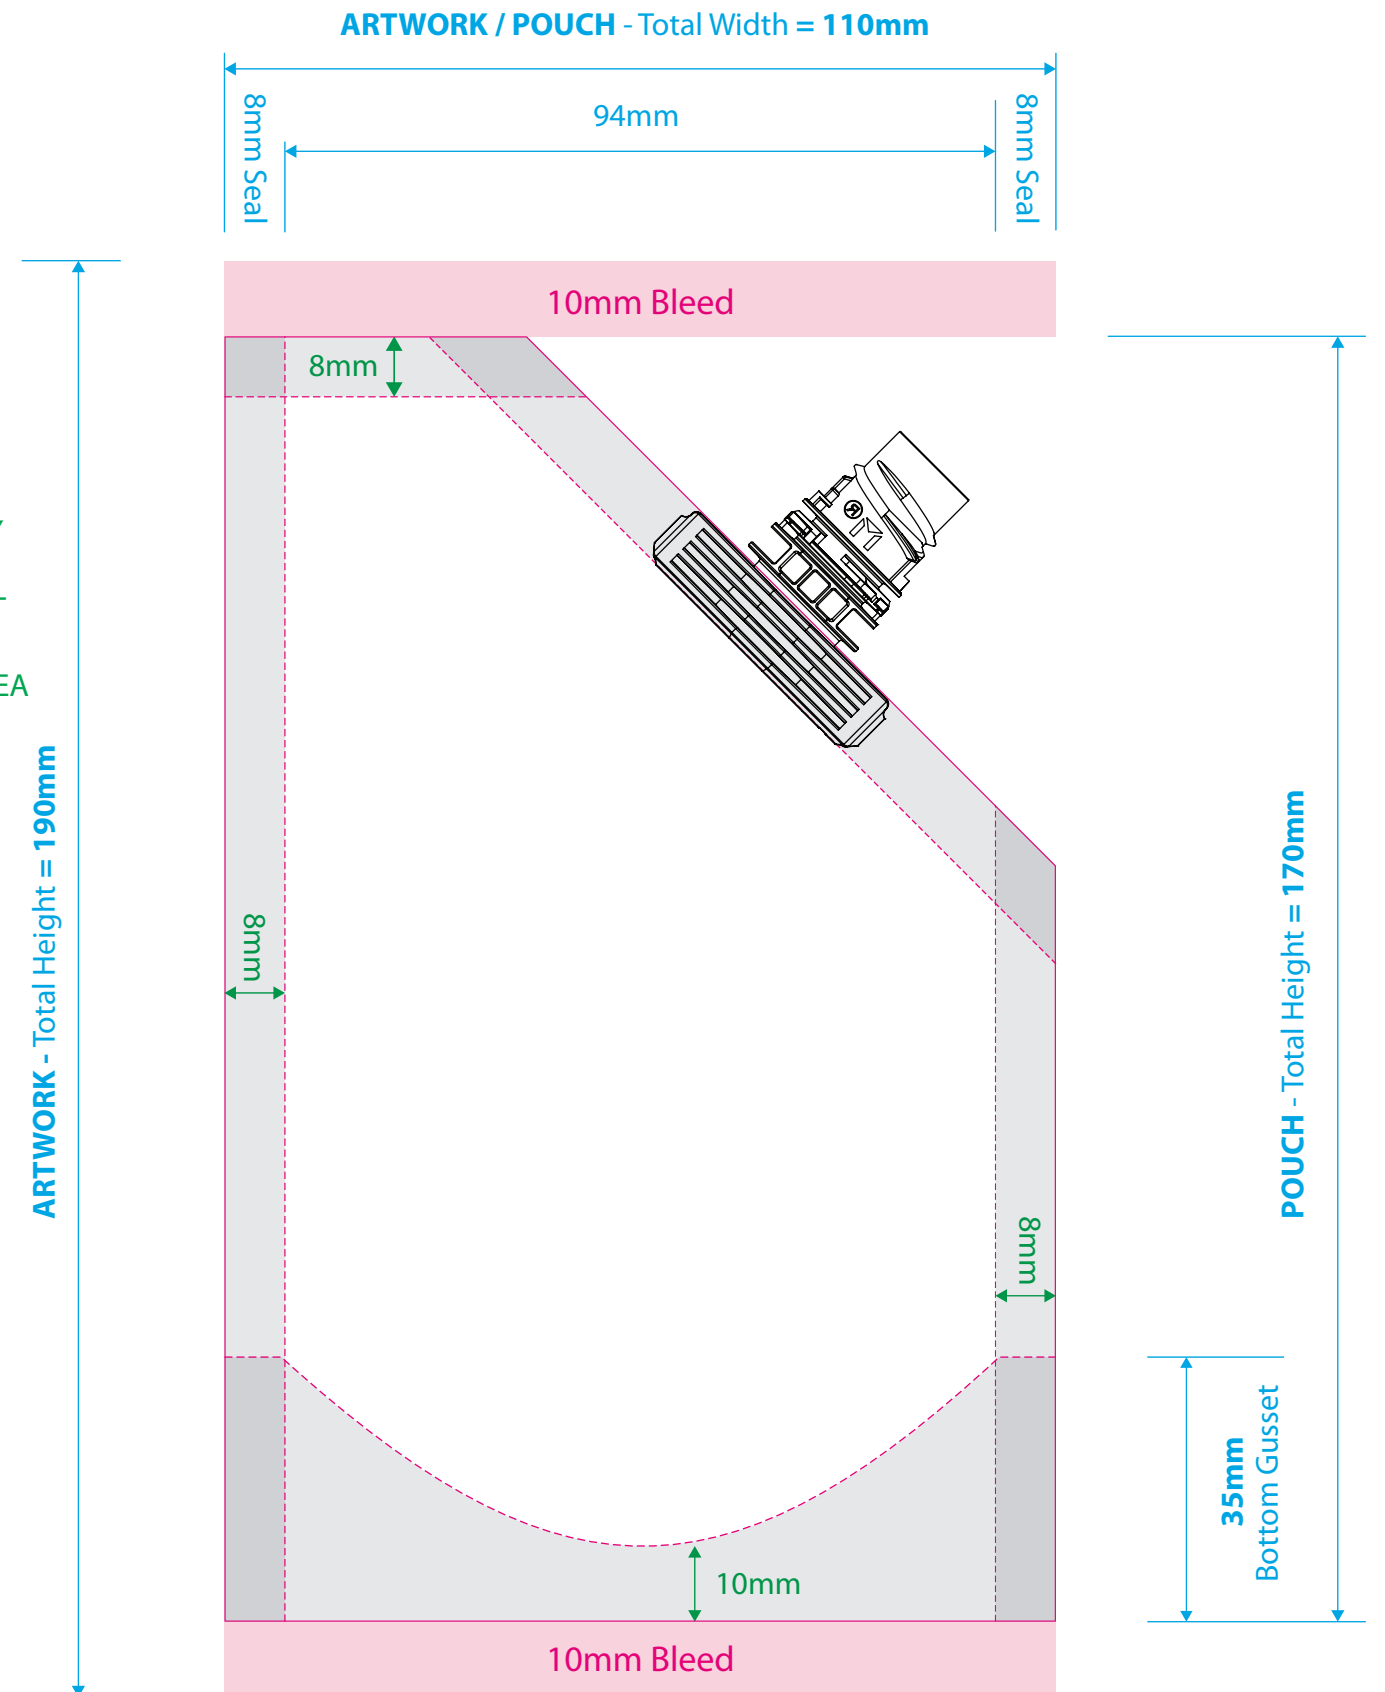 ARTWORK / POUCH - Total Width = 110mm
8mm Seal
94mm
8mm Seal
10mm Bleed
8mm
®
EA
ARTWORK - Total Height = 190mm
POUCH - Total Height = 170mm
8mm
8mm
35mm
Bottom Gusset
10mm
10mm Bleed